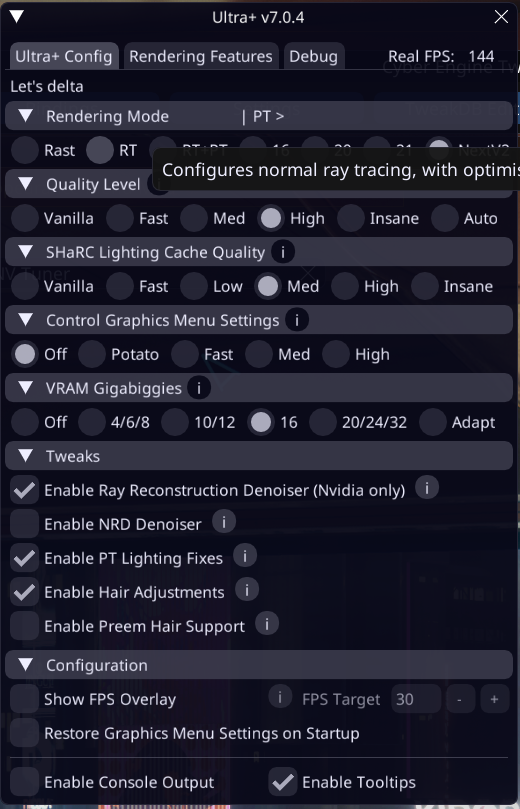 Ultra+ v7.0.4
Ultra+ Config Rendering Features Debug Real FPS: 144
Let's delta
Rendering Mode | PT >
Rast RT RT+PT 16 20 21 NextV2
Configures normal ray tracing, with optimis
Quality Level
Vanilla Fast Med High Insane Auto
SHaRC Lighting Cache Quality i
Vanilla Fast Low Med High Insane
Control Graphics Menu Settings i
Off Potato Fast Med High
VRAM Gigabiggies i
Off 4/6/8 10/12 16 20/24/32 Adapt
Tweaks
Enable Ray Reconstruction Denoiser (Nvidia only) i
Enable NRD Denoiser i
Enable PT Lighting Fixes i
Enable Hair Adjustments i
Enable Preem Hair Support i
Configuration
Show FPS Overlay i FPS Target 30 - +
Restore Graphics Menu Settings on Startup
Enable Console Output Enable Tooltips